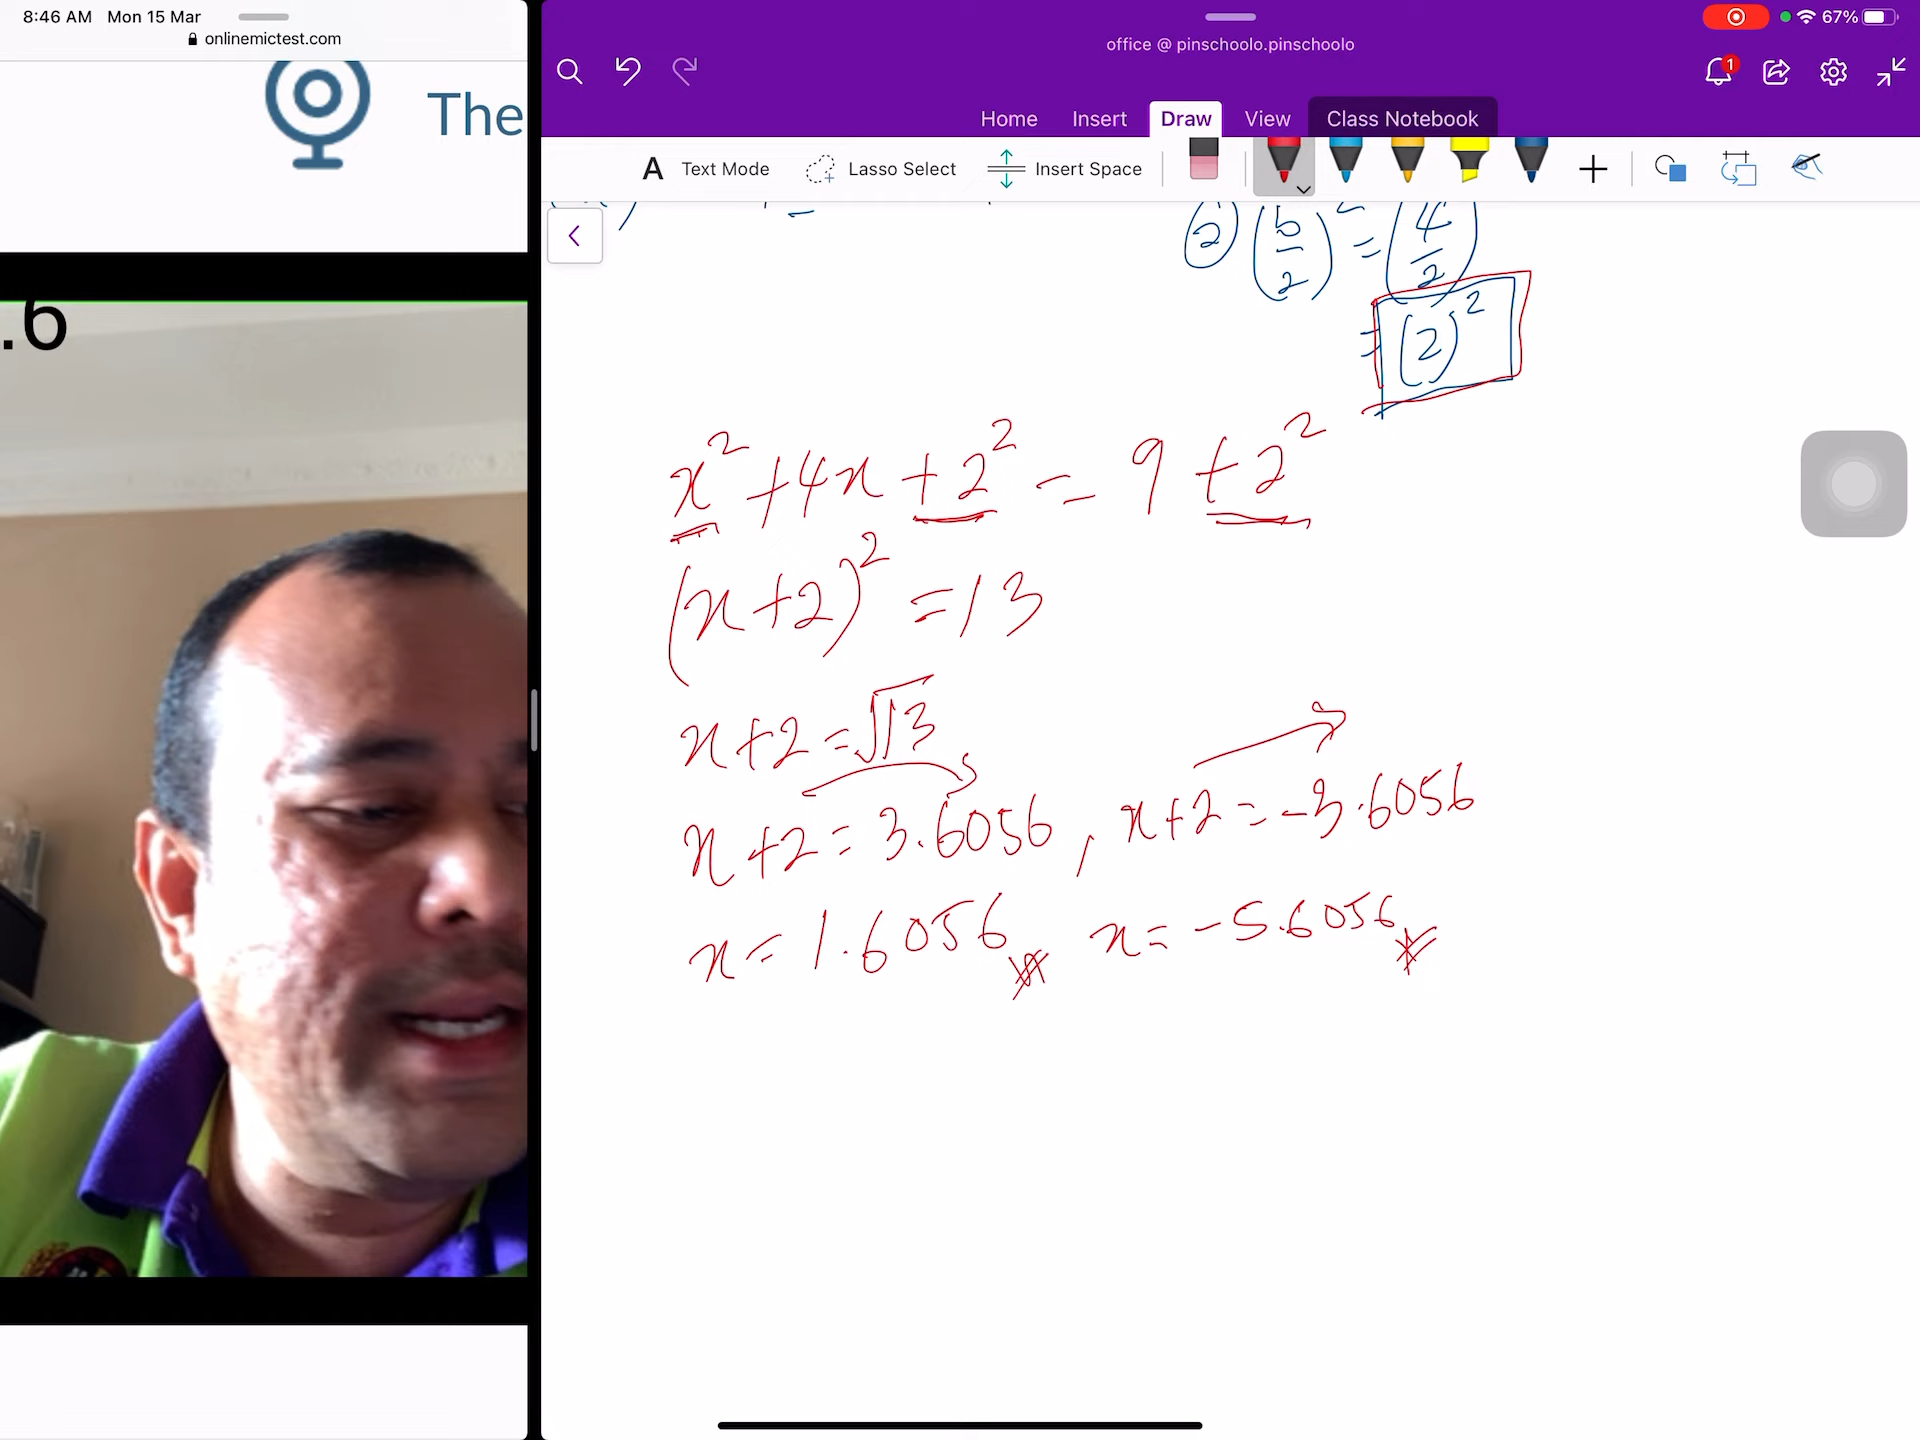 8:46 AM Mon 15 Mar
onlinemictest.com
The
.6
67%
office @ pinschoolo.pinschoolo
1
Home Insert Draw View Class Notebook
A Text Mode Lasso Select Insert Space
② (b/2)² = (4/2)
= (2)²
x² + 4x + 2² = 9 + 2²
(x+2)² = 13
x+2 = √13
x+2 = 3.6056, x+2 = -3.6056
x = 1.6056 x = -5.6056